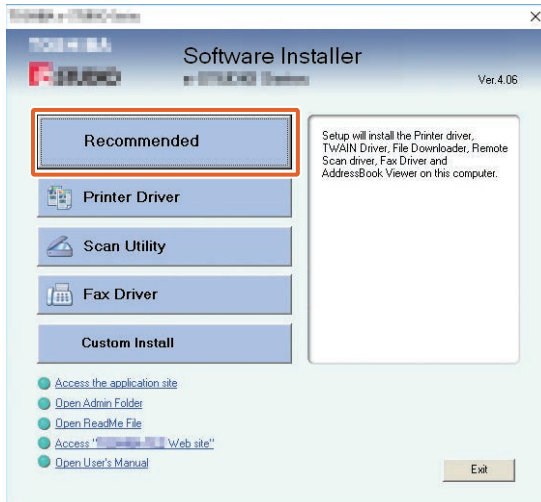 Software Installer
Ver.4.06
Recommended
Setup will install the Printer driver,
TWAIN Driver, File Downloader, Remote
Scan driver, Fax Driver and
AddressBook Viewer on this computer.
Printer Driver
Scan Utility
Fax Driver
Custom Install
Access the application site
Open Admin Folder
Open ReadMe File
Access " Web site"
Open User's Manual
Exit